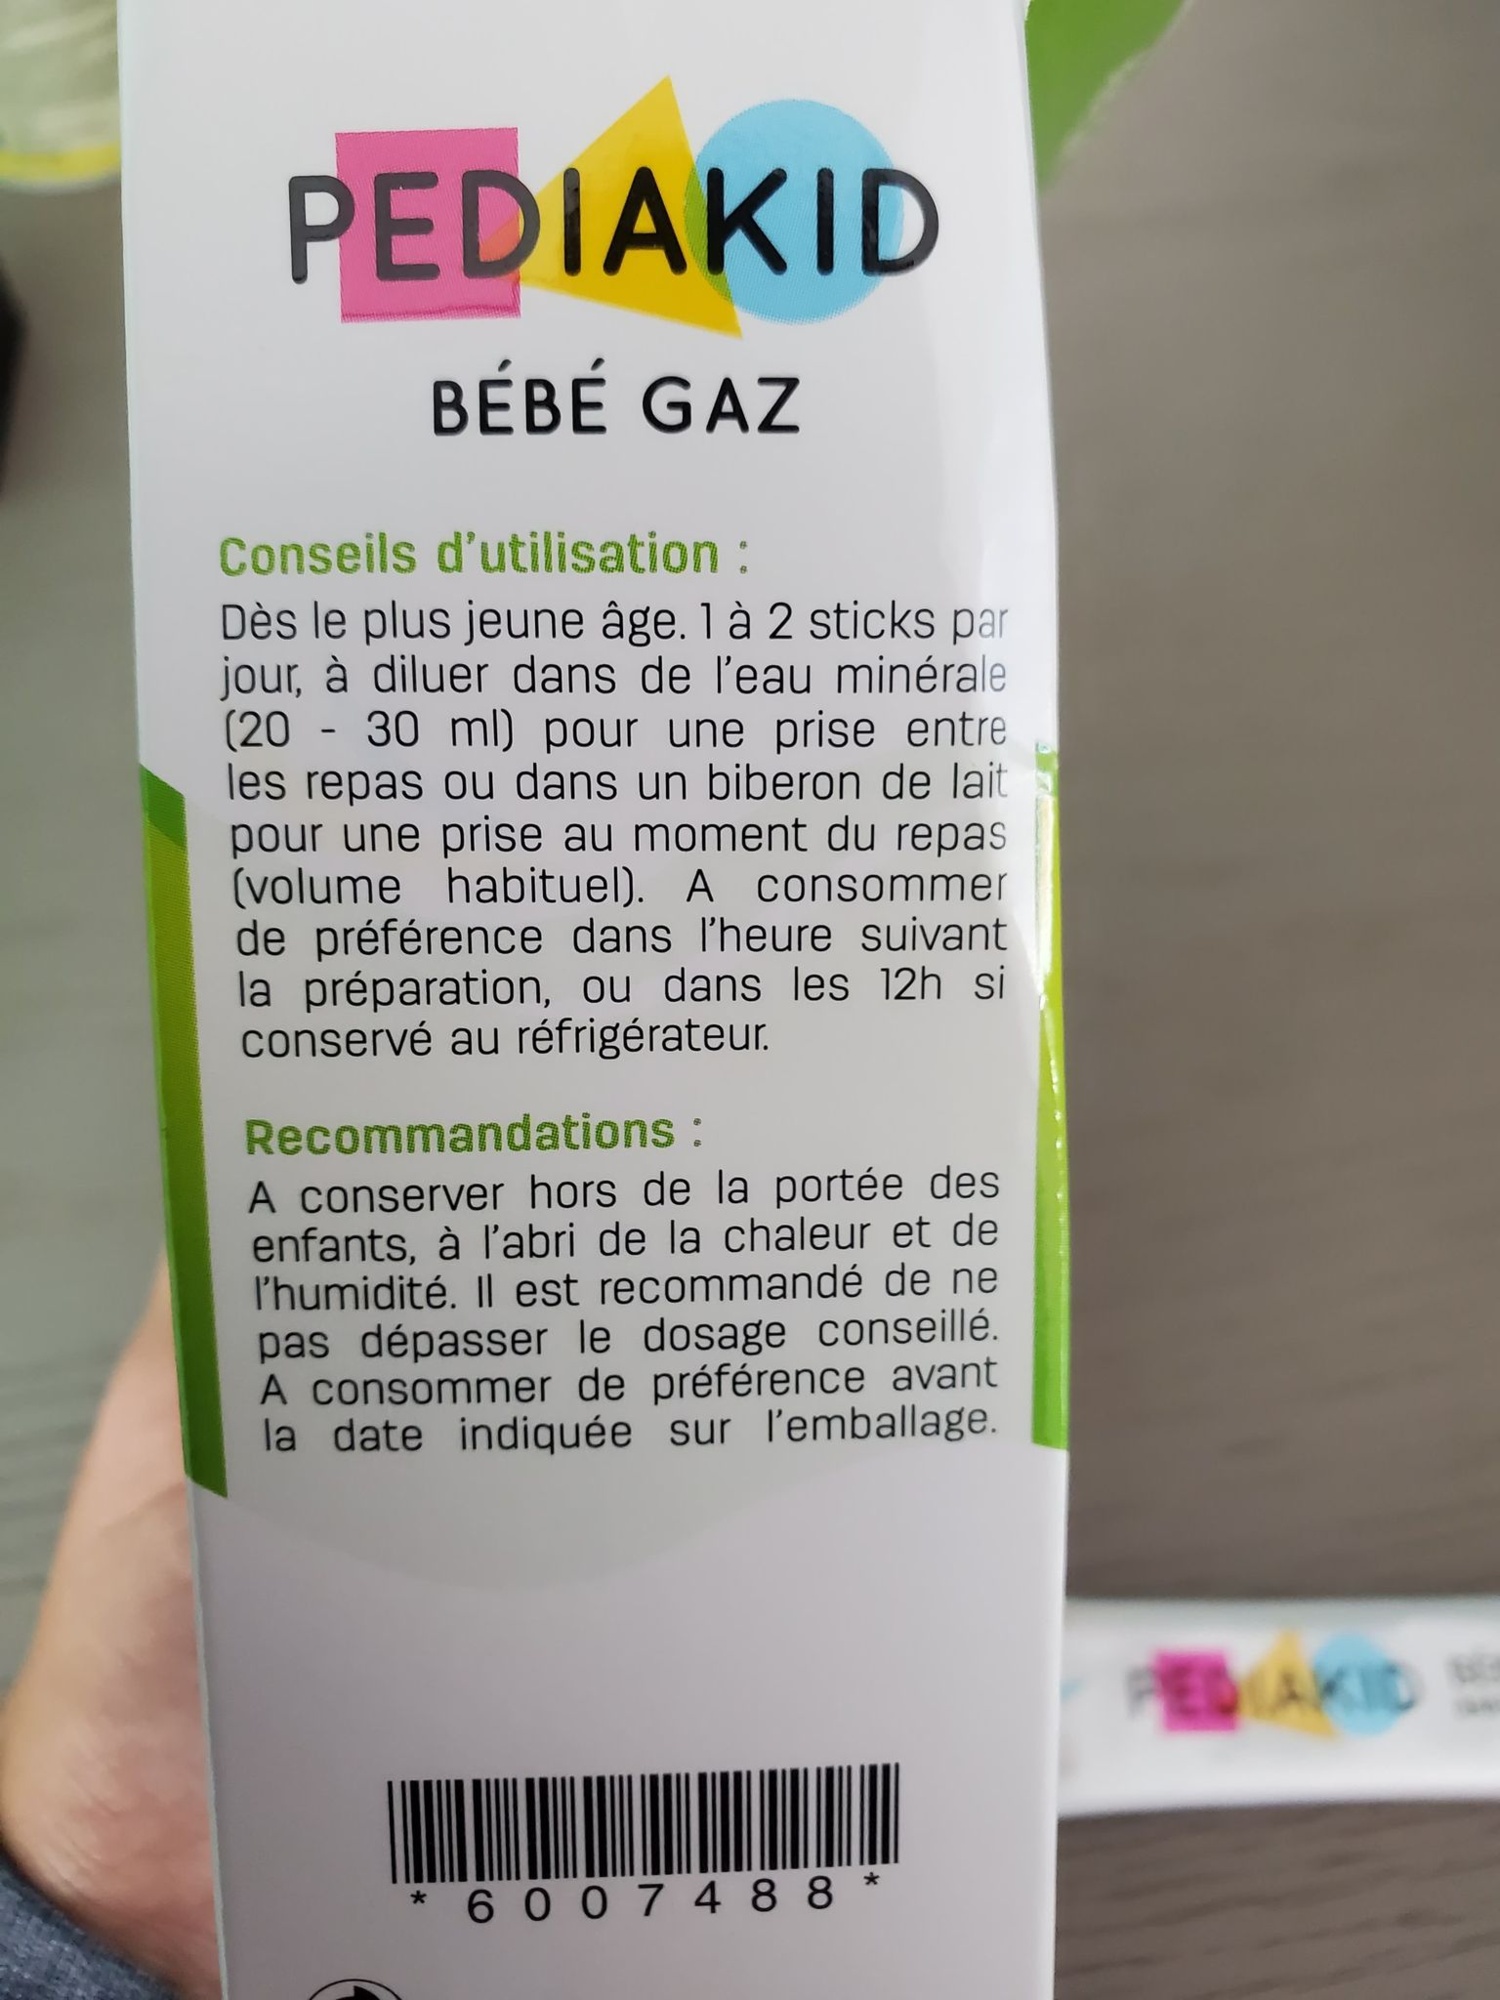 PEDIAKID
BÉBÉ GAZ
Conseils d'utilisation :
Dès le plus jeune âge. 1 à 2 sticks par
jour, à diluer dans de l'eau minérale
(20 - 30 ml) pour une prise entre
les repas ou dans un biberon de lait
pour une prise au moment du repas
(volume habituel). A consommer
de préférence dans l'heure suivant
la préparation, ou dans les 12h si
conservé au réfrigérateur.
Recommandations :
A conserver hors de la portée des
enfants, à l'abri de la chaleur et de
l'humidité. Il est recommandé de ne
pas dépasser le dosage conseillé.
A consommer de préférence avant
la date indiquée sur l'emballage.
PEDIAKID
* 6 0 0 7 4 8 8 *